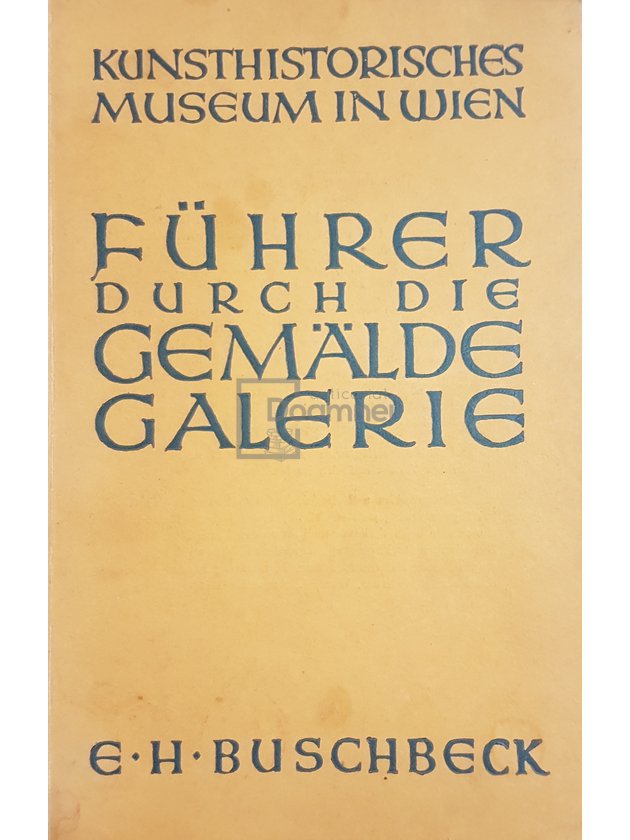 KUNSTHISTORISCHES
MUSEUM IN WIEN
FÜHRER
DURCH DIE
GEMÄLDE
GALERIE
E·H·BUSCHBECK